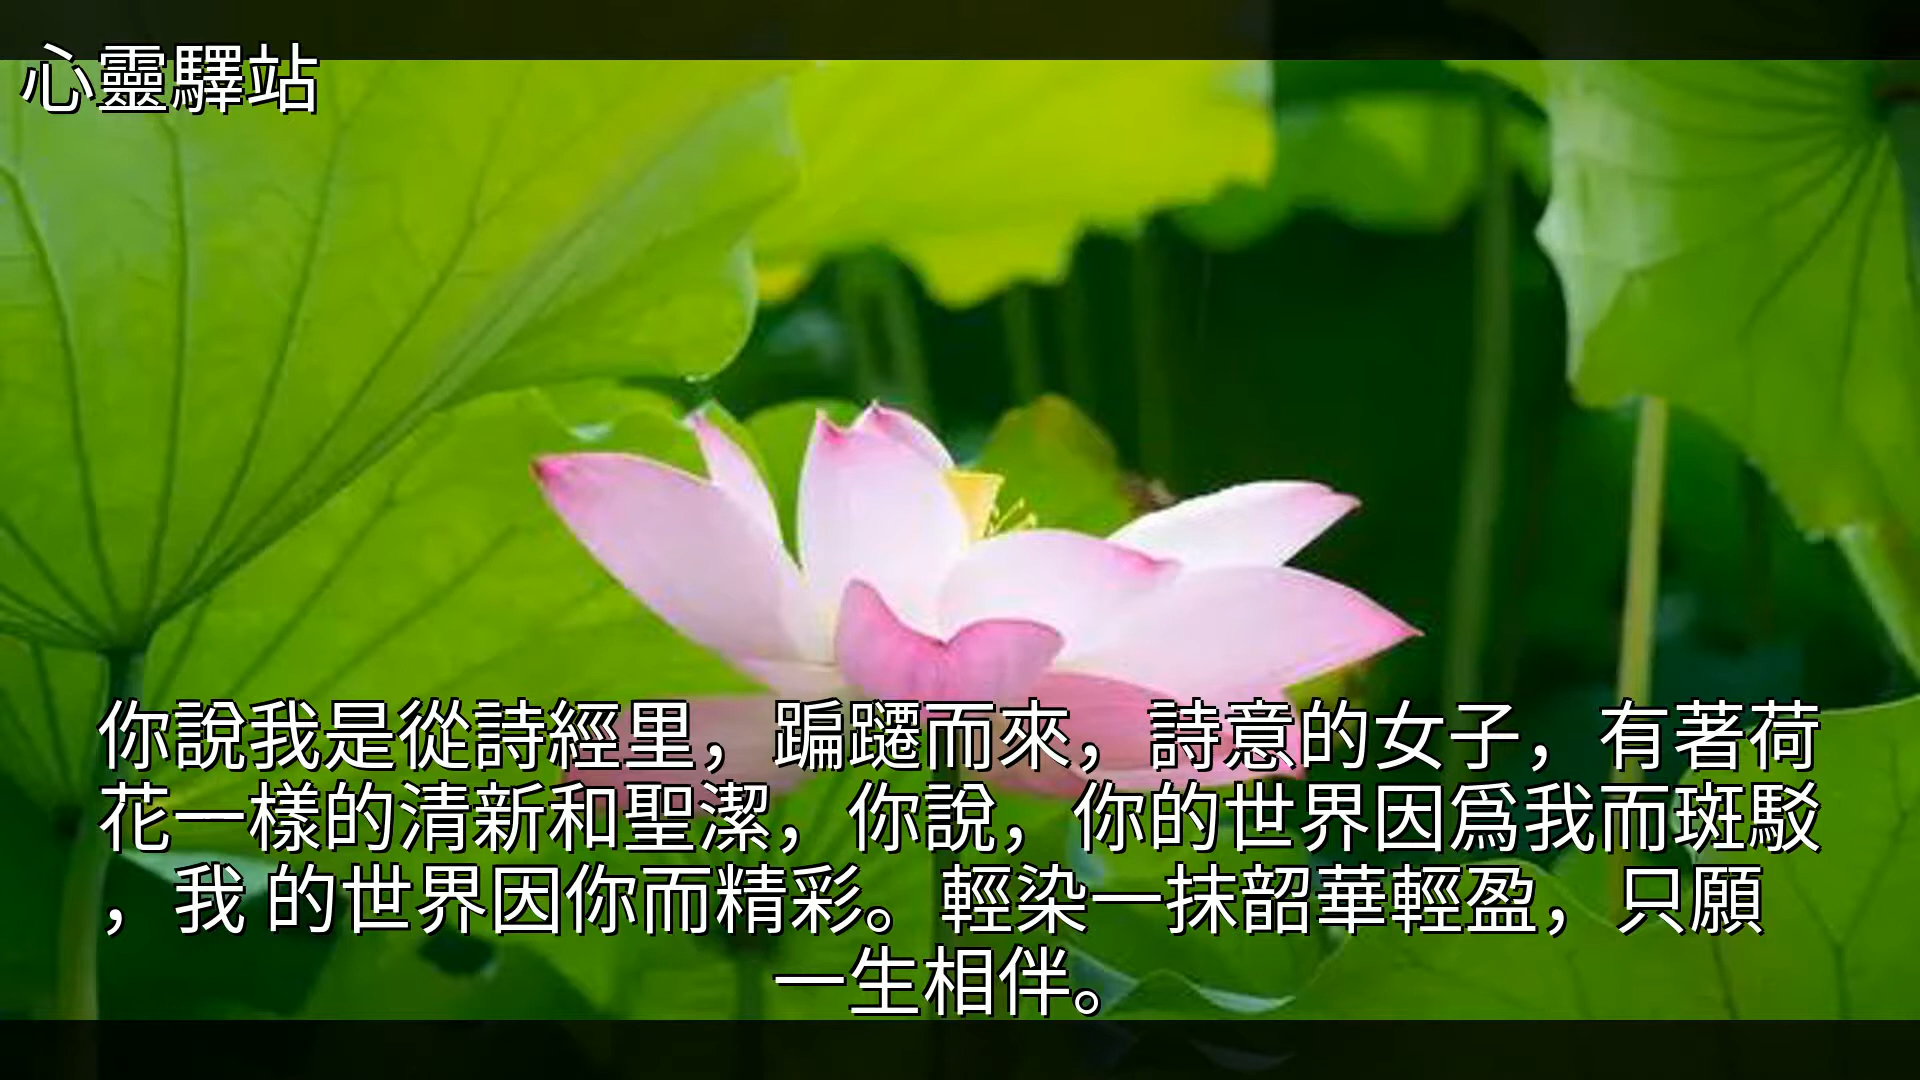 心靈驛站
你說我是從詩經里，蹁躚而來，詩意的女子，有著荷
花一樣的清新和聖潔，你說，你的世界因爲我而斑駁
，我 的世界因你而精彩。輕染一抹韶華輕盈，只願
一生相伴。